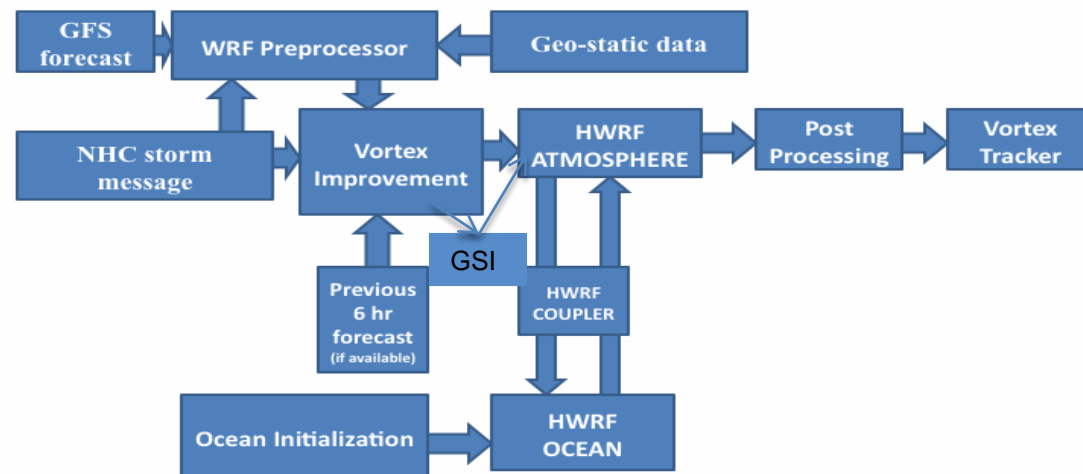 GFS
forecast
WRF Preprocessor
Geo-static data
NHC storm
message
Vortex
Improvement
HWRF
ATMOSPHERE
Post
Processing
Vortex
Tracker
GSI
Previous
6 hr
forecast
(if available)
HWRF
COUPLER
Ocean Initialization
HWRF
OCEAN